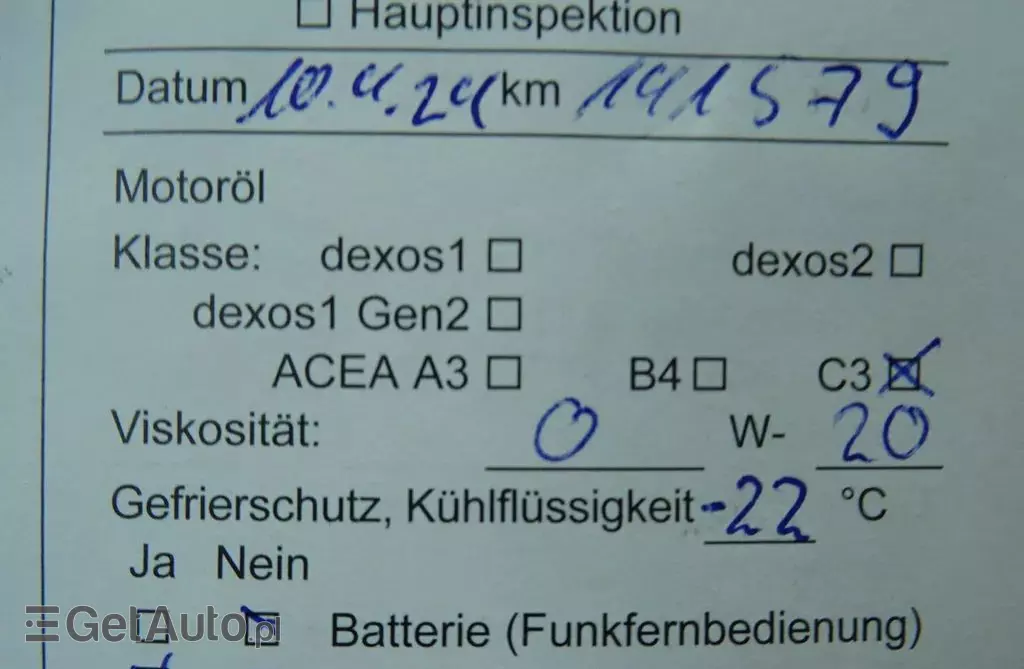 ☐ Hauptinspektion
Datum 10.4.24 km 141579
Motoröl
Klasse: dexos1 ☐ dexos2 ☐
dexos1 Gen2 ☐
ACEA A3 ☐ B4 ☐ C3 ☒
Viskosität: 0 W- 20
Gefrierschutz, Kühlflüssigkeit -22 °C
Ja Nein
☐ ☒ Batterie (Funkfernbedienung)
GetAuto.pl